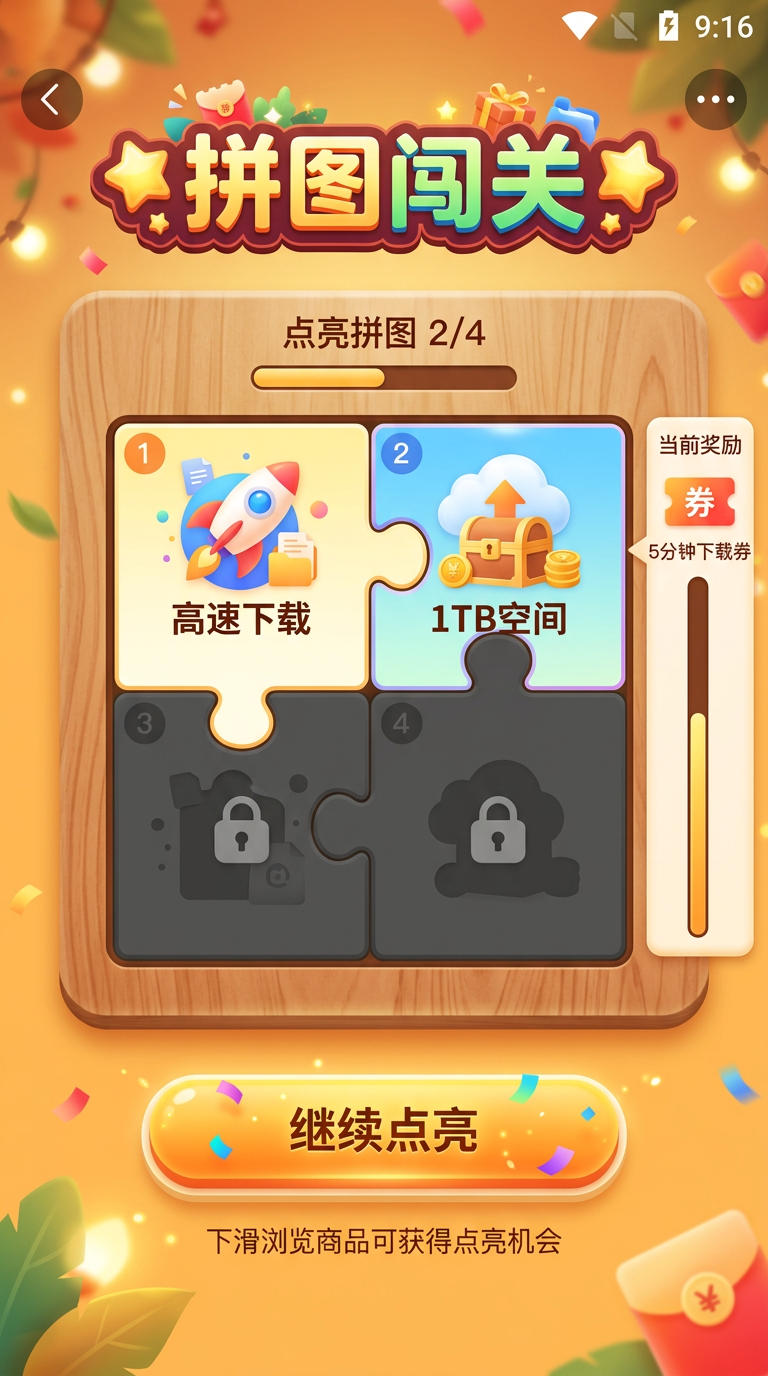 9:16
拼图闯关
点亮拼图 2/4
1
高速下载
2
1TB空间
3
4
当前奖励
券
5分钟下载券
继续点亮
下滑浏览商品可获得点亮机会